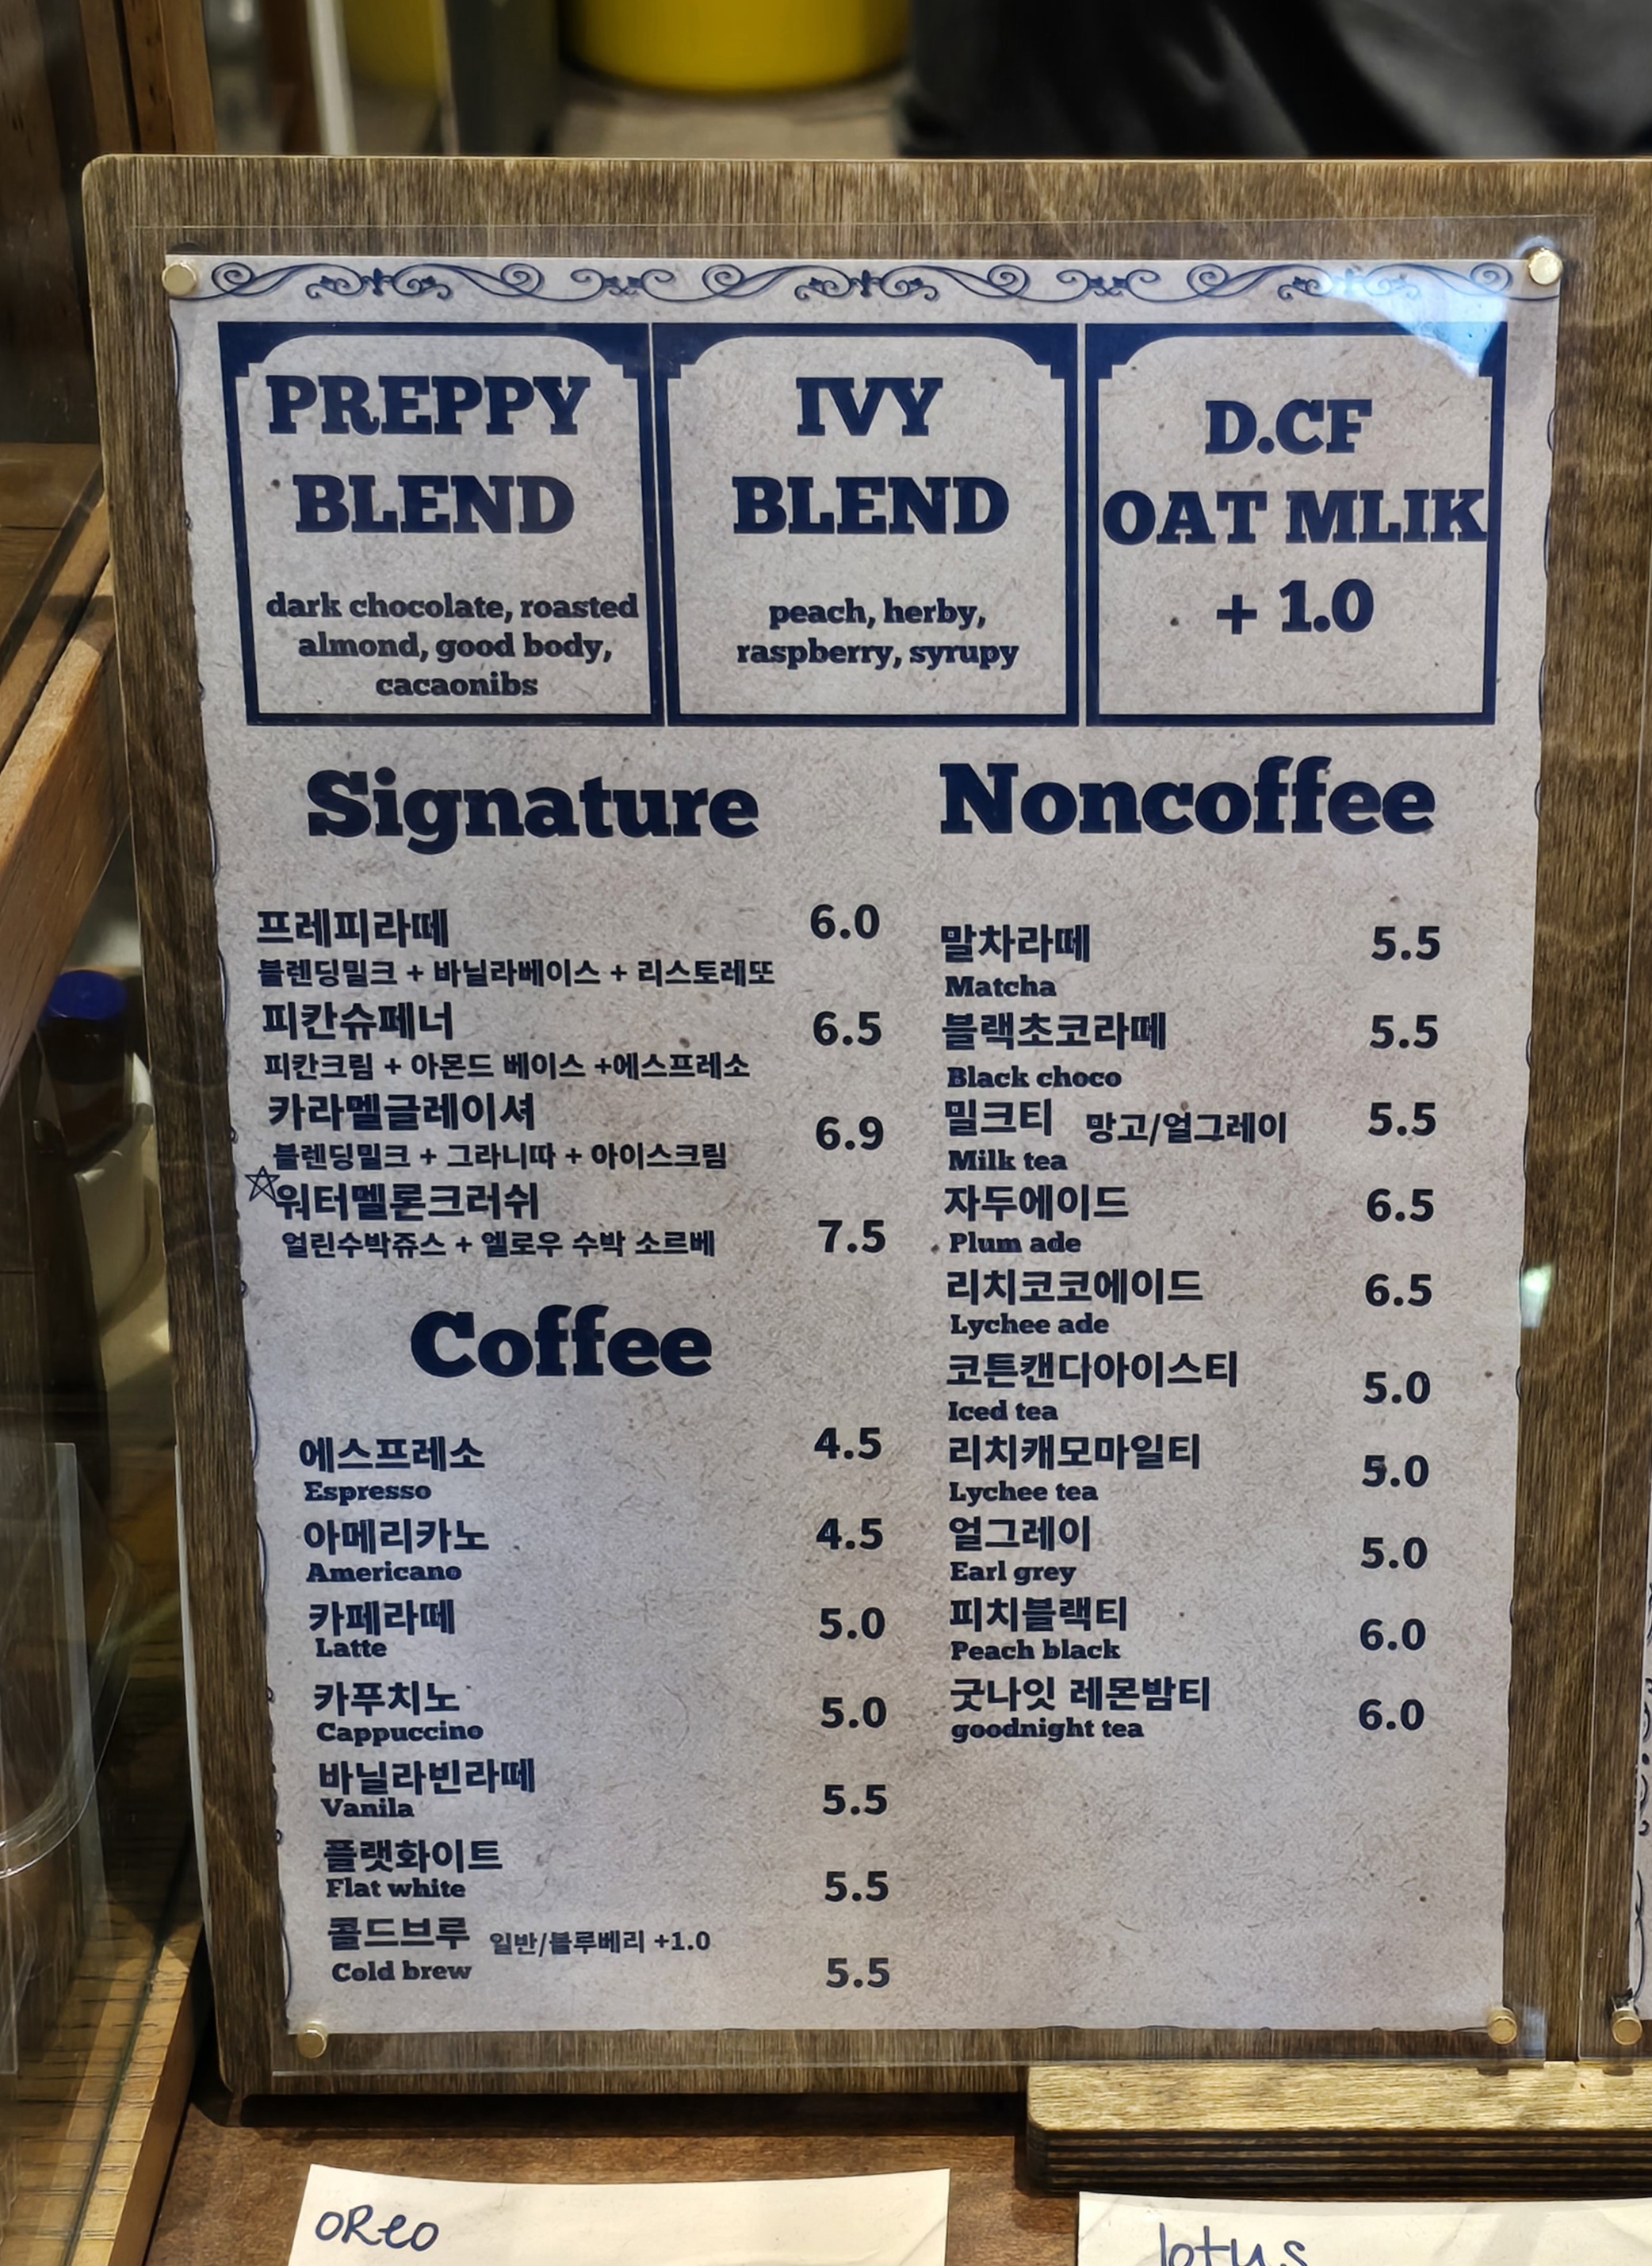 PREPPY
BLEND
dark chocolate, roasted
almond, good body,
cacaonibs
IVY
BLEND
peach, herby,
raspberry, syrupy
D.CF
OAT MLIK
+ 1.0
Signature
프레피라떼 6.0
블렌딩밀크 + 바닐라베이스 + 리스토레또
피칸슈페너 6.5
피칸크림 + 아몬드 베이스 +에스프레소
카라멜글레이셔 6.9
블렌딩밀크 + 그라니따 + 아이스크림
워터멜론크러쉬 7.5
얼린수박쥬스 + 옐로우 수박 소르베
Coffee
에스프레소 4.5
Espresso
아메리카노 4.5
Americano
카페라떼 5.0
Latte
카푸치노 5.0
Cappuccino
바닐라빈라떼 5.5
Vanila
플랫화이트 5.5
Flat white
콜드브루 일반/블루베리 +1.0
Cold brew 5.5
Noncoffee
말차라떼 5.5
Matcha
블랙초코라떼 5.5
Black choco
밀크티 망고/얼그레이 5.5
Milk tea
자두에이드 6.5
Plum ade
리치코코에이드 6.5
Lychee ade
코튼캔디아이스티 5.0
Iced tea
리치캐모마일티 5.0
Lychee tea
얼그레이 5.0
Earl grey
피치블랙티 6.0
Peach black
굿나잇 레몬밤티 6.0
goodnight tea
OREO
lotus